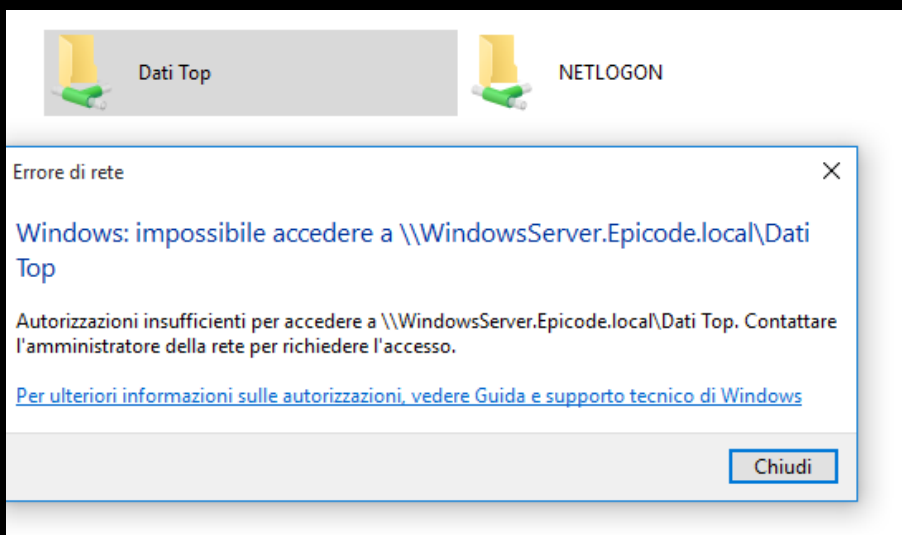 Dati Top
NETLOGON
Errore di rete
Windows: impossibile accedere a \\WindowsServer.Epicode.local\Dati
Top
Autorizzazioni insufficienti per accedere a \\WindowsServer.Epicode.local\Dati Top. Contattare
l'amministratore della rete per richiedere l'accesso.
Per ulteriori informazioni sulle autorizzazioni, vedere Guida e supporto tecnico di Windows
Chiudi